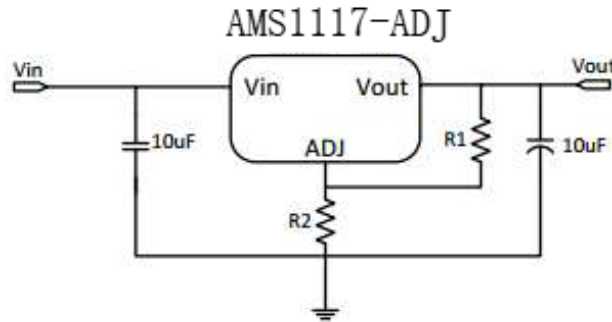 AMS1117-ADJ
Vin
Vout
Vin
Vout
10uF
R1
10uF
ADJ
R2